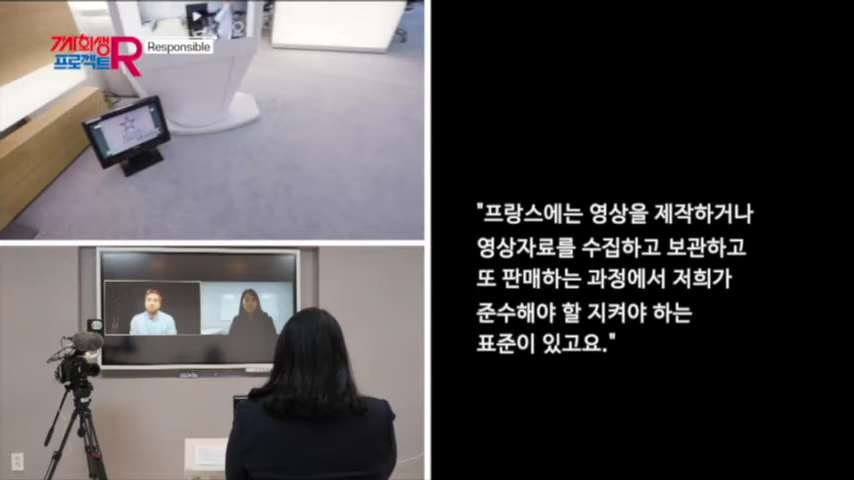 기사회생
프로젝트 R
Responsible
"프랑스에는 영상을 제작하거나
영상자료를 수집하고 보관하고
또 판매하는 과정에서 저희가
준수해야 할 지켜야 하는
표준이 있고요."